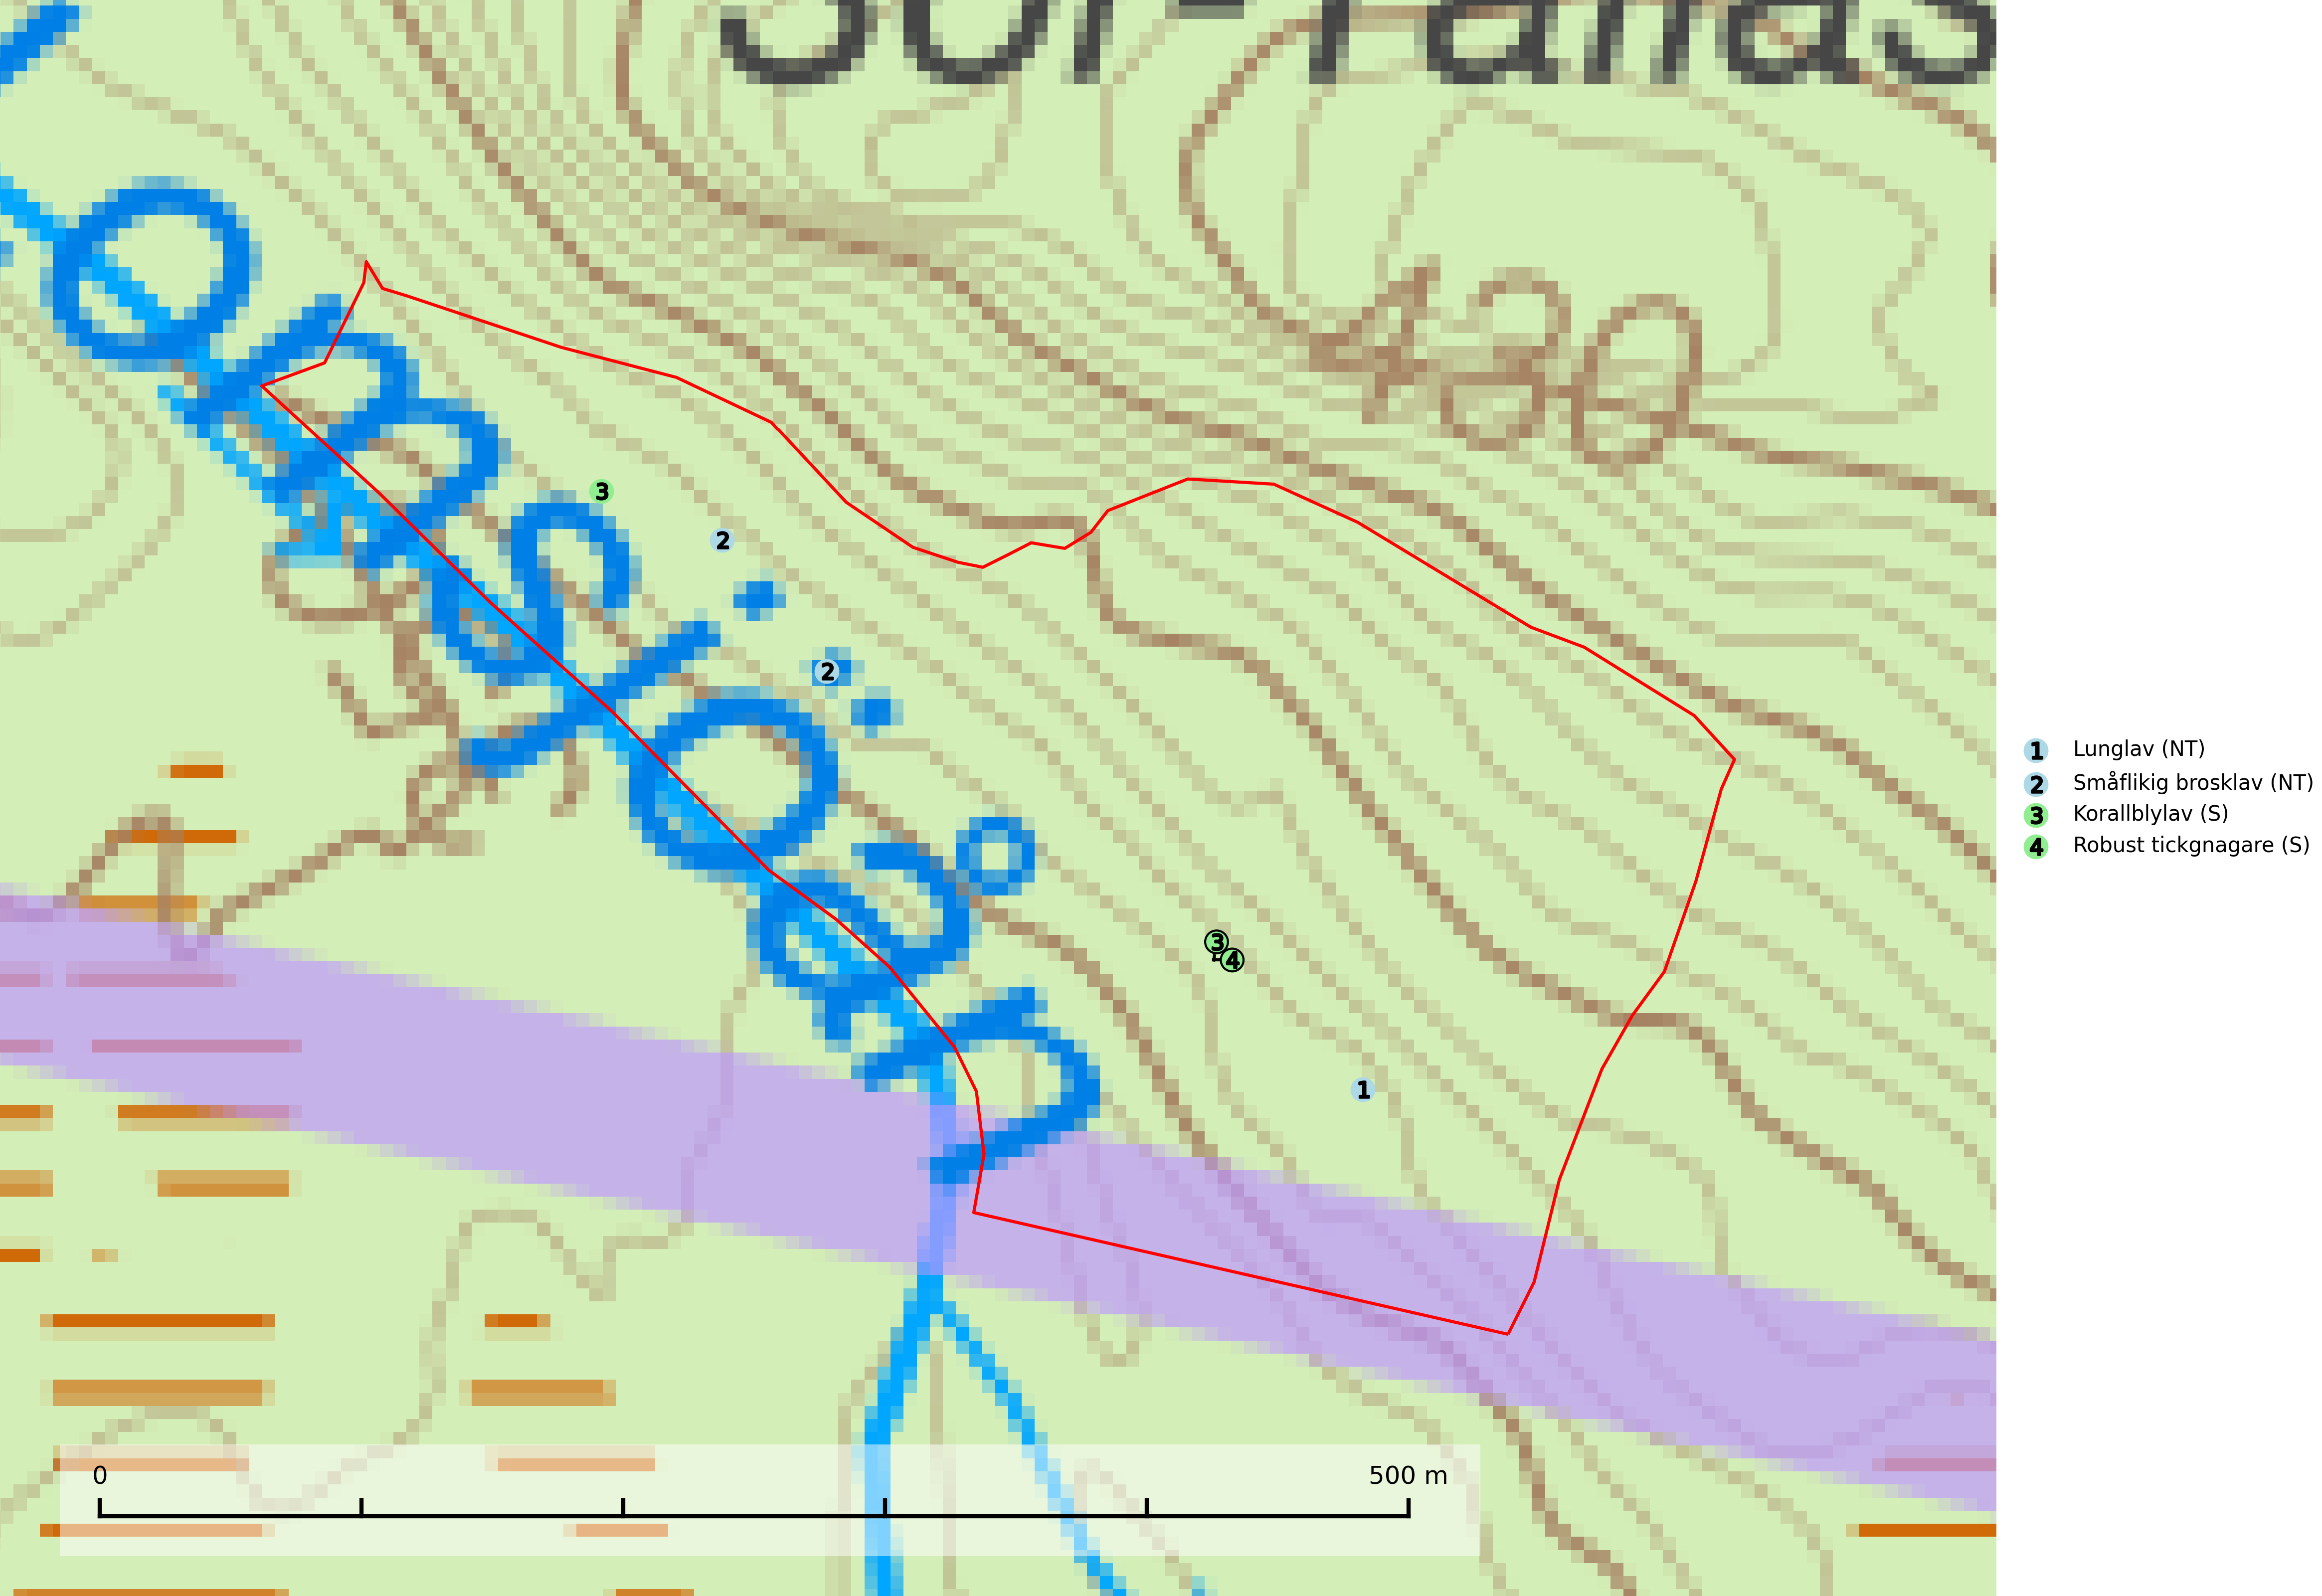 430
3
2
2
3
4
1
1 Lunglav (NT)
2 Småflikig brosklav (NT)
3 Korallblylav (S)
4 Robust tickgnagare (S)
0 500 m